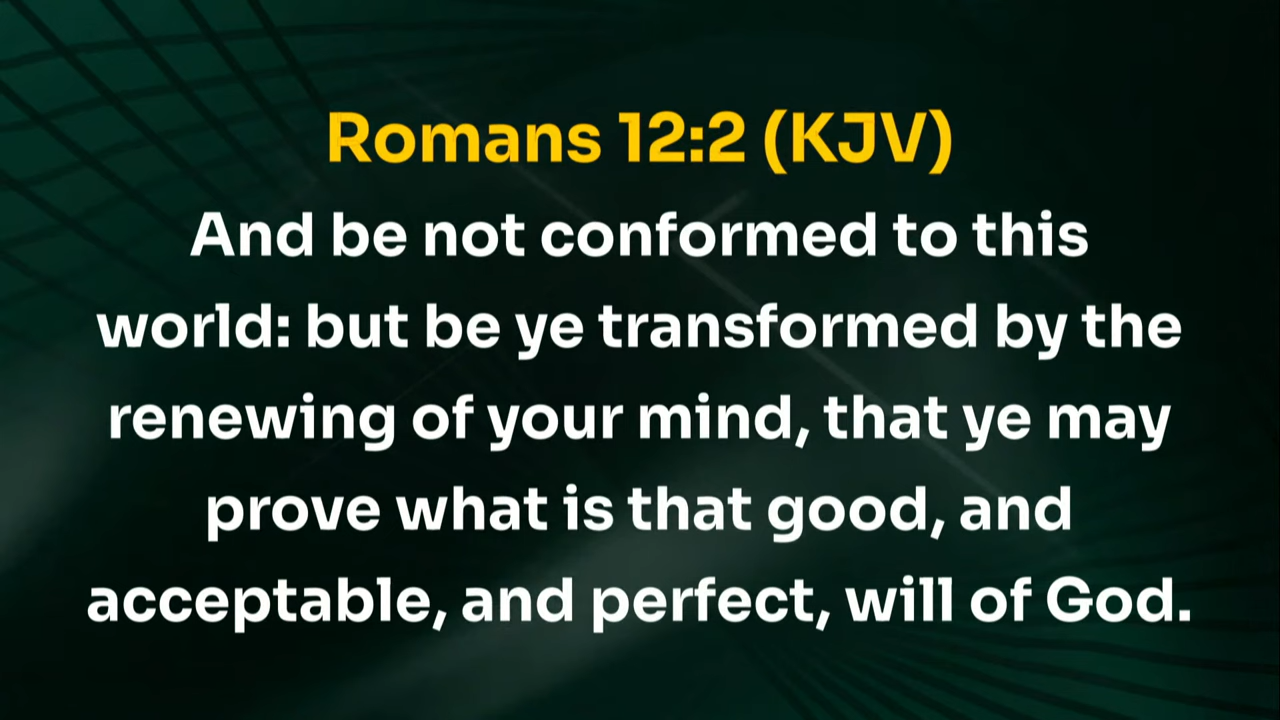 Romans 12:2 (KJV)
And be not conformed to this
world: but be ye transformed by the
renewing of your mind, that ye may
prove what is that good, and
acceptable, and perfect, will of God.